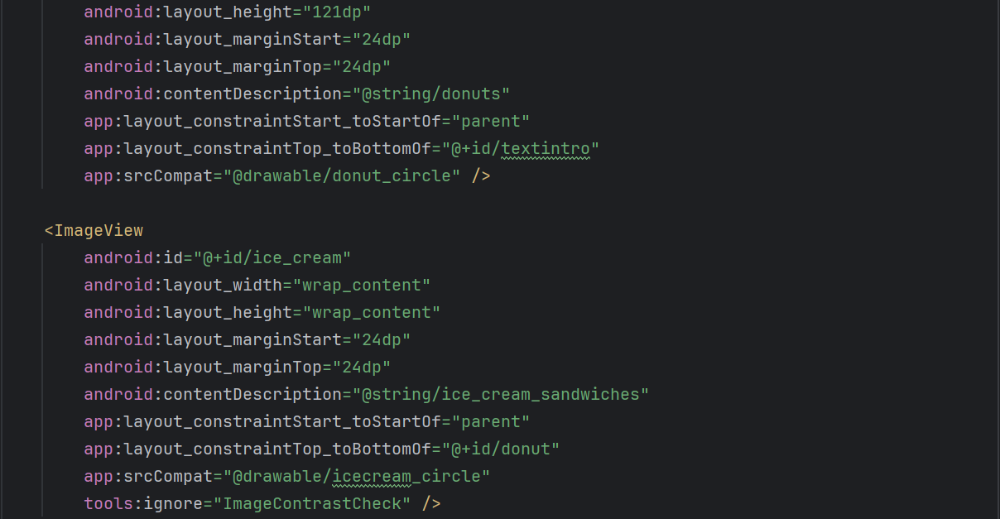 android:layout_height="121dp"
android:layout_marginStart="24dp"
android:layout_marginTop="24dp"
android:contentDescription="@string/donuts"
app:layout_constraintStart_toStartOf="parent"
app:layout_constraintTop_toBottomOf="@+id/textintro"
app:srcCompat="@drawable/donut_circle" />
<ImageView
android:id="@+id/ice_cream"
android:layout_width="wrap_content"
android:layout_height="wrap_content"
android:layout_marginStart="24dp"
android:layout_marginTop="24dp"
android:contentDescription="@string/ice_cream_sandwiches"
app:layout_constraintStart_toStartOf="parent"
app:layout_constraintTop_toBottomOf="@+id/donut"
app:srcCompat="@drawable/icecream_circle"
tools:ignore="ImageContrastCheck" />